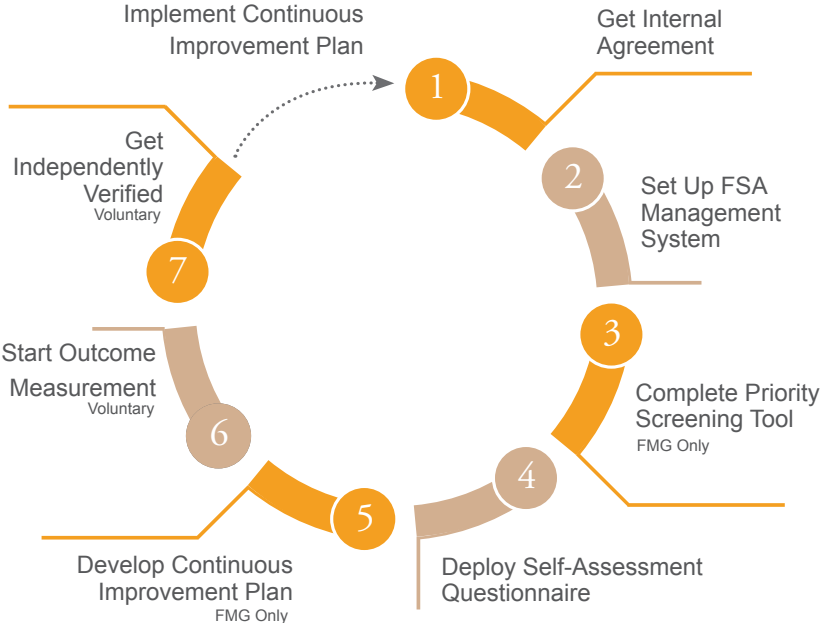 Implement Continuous
Improvement Plan
1
Get Internal
Agreement
2
Set Up FSA
Management
System
3
Complete Priority
Screening Tool
FMG Only
4
Deploy Self-Assessment
Questionnaire
5
Develop Continuous
Improvement Plan
FMG Only
6
Start Outcome
Measurement
Voluntary
7
Get
Independently
Verified
Voluntary